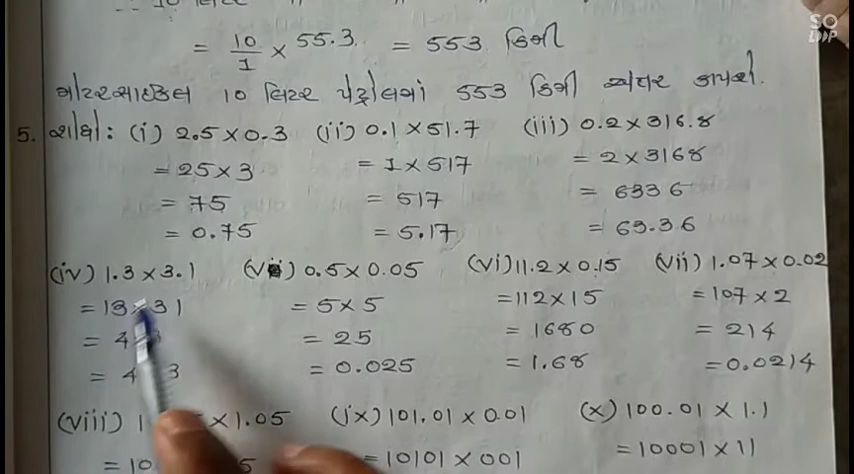 = 10/1 × 55.3 = 553 કિમી
મોટરસાઇકલ 10 લિટર પેટ્રોલમાં 553 કિમી અંતર કાપશે.
5. શોધો: (i) 2.5 × 0.3 (ii) 0.1 × 51.7 (iii) 0.2 × 316.8
= 25 × 3 = 1 × 517 = 2 × 3168
= 75 = 517 = 6336
= 0.75 = 5.17 = 63.36
(iv) 1.3 × 3.1 (v) 0.5 × 0.05 (vi) 11.2 × 0.15 (vii) 1.07 × 0.02
= 13 × 31 = 5 × 5 = 112 × 15 = 107 × 2
= 25 = 1680 = 214
= 0.025 = 1.68 = 0.0214
(viii) × 1.05 (ix) 101.01 × 0.01 (x) 100.01 × 1.1
= 10101 × 001 = 10001 × 11